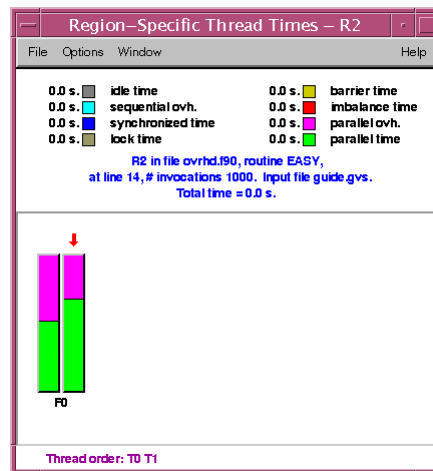 Region-Specific Thread Times - R2
File Options Window Help
0.0 s. idle time 0.0 s. barrier time
0.0 s. sequential ovh. 0.0 s. imbalance time
0.0 s. synchronized time 0.0 s. parallel ovh.
0.0 s. lock time 0.0 s. parallel time
R2 in file ovrhd.f90, routine EASY,
at line 14, # invocations 1000. Input file guide.gvs.
Total time = 0.0 s.
F0
Thread order: T0 T1